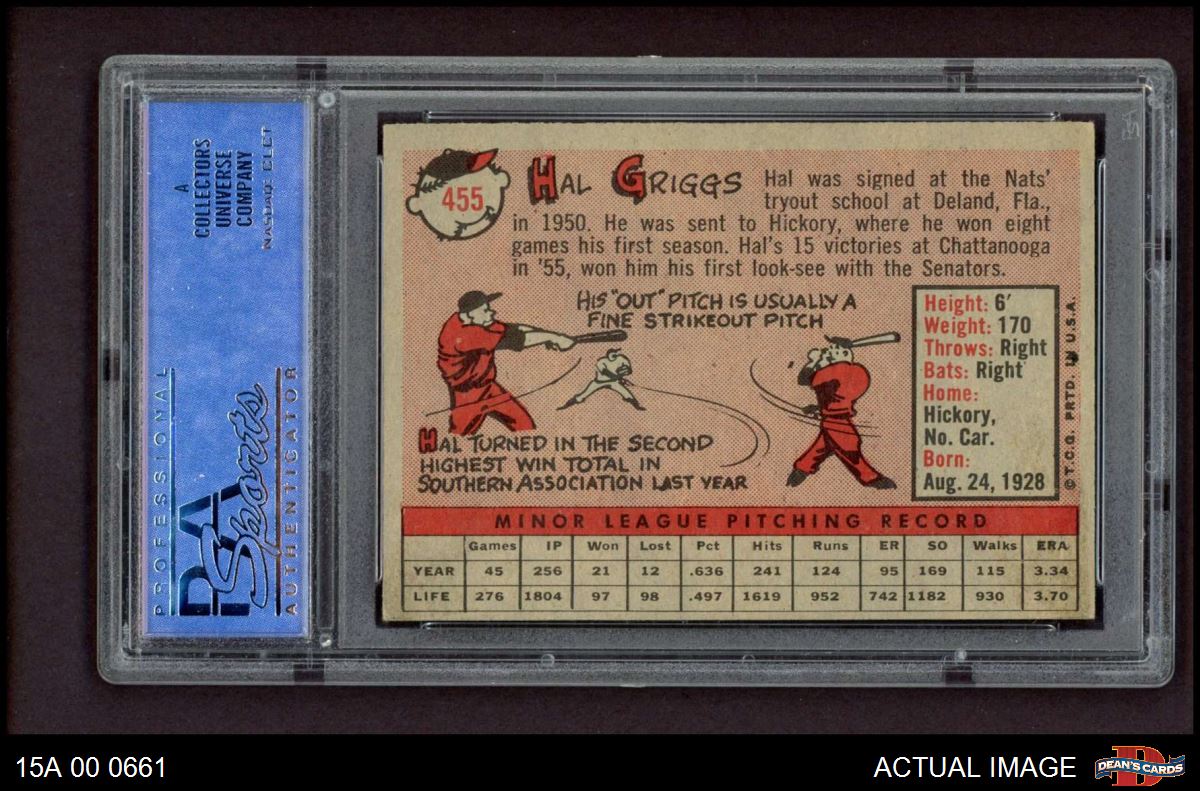 A
COLLECTORS
UNIVERSE
COMPANY
NASDAQ: CLCT
PROFESSIONAL
PSA
Sports
AUTHENTICATOR
455
HAL GRIGGS
Hal was signed at the Nats'
tryout school at Deland, Fla.,
in 1950. He was sent to Hickory, where he won eight
games his first season. Hal's 15 victories at Chattanooga
in '55, won him his first look-see with the Senators.
HIS "OUT" PITCH IS USUALLY A
FINE STRIKEOUT PITCH
HAL TURNED IN THE SECOND
HIGHEST WIN TOTAL IN
SOUTHERN ASSOCIATION LAST YEAR
Height: 6'
Weight: 170
Throws: Right
Bats: Right
Home:
Hickory,
No. Car.
Born:
Aug. 24, 1928
© T.C.G. PRTD. IN U.S.A.
MINOR LEAGUE PITCHING RECORD
Games IP Won Lost Pct Hits Runs ER SO Walks ERA
YEAR 45 256 21 12 .636 241 124 95 169 115 3.34
LIFE 276 1804 97 98 .497 1619 952 742 1182 930 3.70
15A 00 0661
ACTUAL IMAGE
DEAN'S CARDS